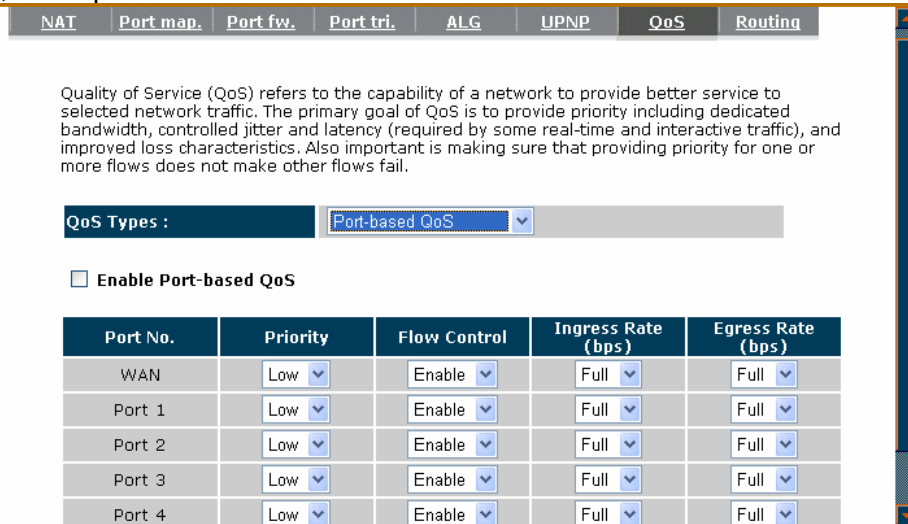 NAT Port map. Port fw. Port tri. ALG UPNP QoS Routing
Quality of Service (QoS) refers to the capability of a network to provide better service to
selected network traffic. The primary goal of QoS is to provide priority including dedicated
bandwidth, controlled jitter and latency (required by some real-time and interactive traffic), and
improved loss characteristics. Also important is making sure that providing priority for one or
more flows does not make other flows fail.
QoS Types : Port-based QoS
Enable Port-based QoS
Port No. Priority Flow Control Ingress Rate (bps) Egress Rate (bps)
WAN Low Enable Full Full
Port 1 Low Enable Full Full
Port 2 Low Enable Full Full
Port 3 Low Enable Full Full
Port 4 Low Enable Full Full